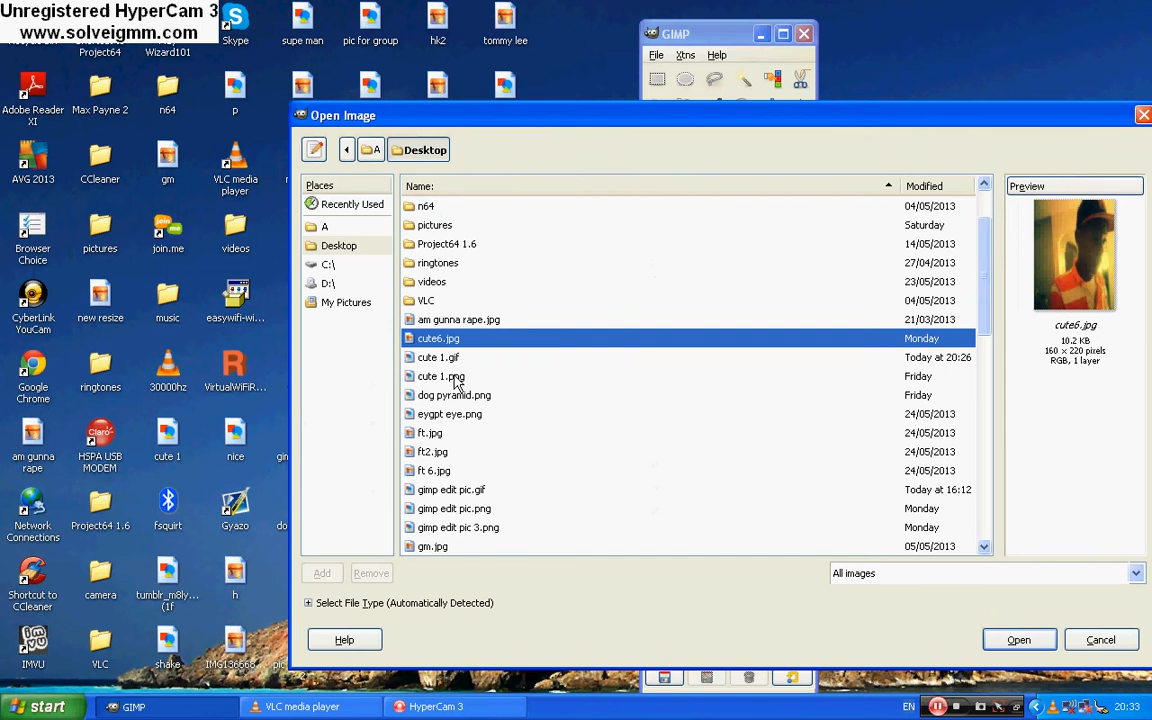 Unregistered HyperCam 3
www.solveigmm.com
Shortcut to
Project64
Wizard101
Skype
supe man
pic for group
hk2
tommy lee
Adobe Reader
XI
Max Payne 2
n64
p
AVG 2013
CCleaner
gm
VLC media
player
Browser
Choice
pictures
join.me
videos
CyberLink
YouCam
new resize
music
easywifi-wi...
Google
Chrome
ringtones
30000hz
VirtualWiFiR...
am gunna
rape
HSPA USB
MODEM
cute 1
nice
Network
Connections
Project64 1.6
fsquirt
Gyazo
Shortcut to
CCleaner
camera
tumblr_m8ly...
(1f
h
IMVU
VLC
shake
IMG136568...
GIMP
File
Xtns
Help
Open Image
A
Desktop
Places
Recently Used
A
Desktop
C:\
D:\
My Pictures
Name:
Modified
n64
04/05/2013
pictures
Saturday
Project64 1.6
14/05/2013
ringtones
27/04/2013
videos
23/05/2013
VLC
04/05/2013
am gunna rape.jpg
21/03/2013
cute6.jpg
Monday
cute 1.gif
Today at 20:26
cute 1.png
Friday
dog pyramid.png
Friday
eygpt eye.png
24/05/2013
ft.jpg
24/05/2013
ft2.jpg
24/05/2013
ft 6.jpg
24/05/2013
gimp edit pic.gif
Today at 16:12
gimp edit pic.png
Monday
gimp edit pic 3.png
Monday
gm.jpg
05/05/2013
Preview
cute6.jpg
10.2 KB
160 x 220 pixels
RGB, 1 layer
Add
Remove
All images
Select File Type (Automatically Detected)
Help
Open
Cancel
start
GIMP
VLC media player
HyperCam 3
EN
20:33